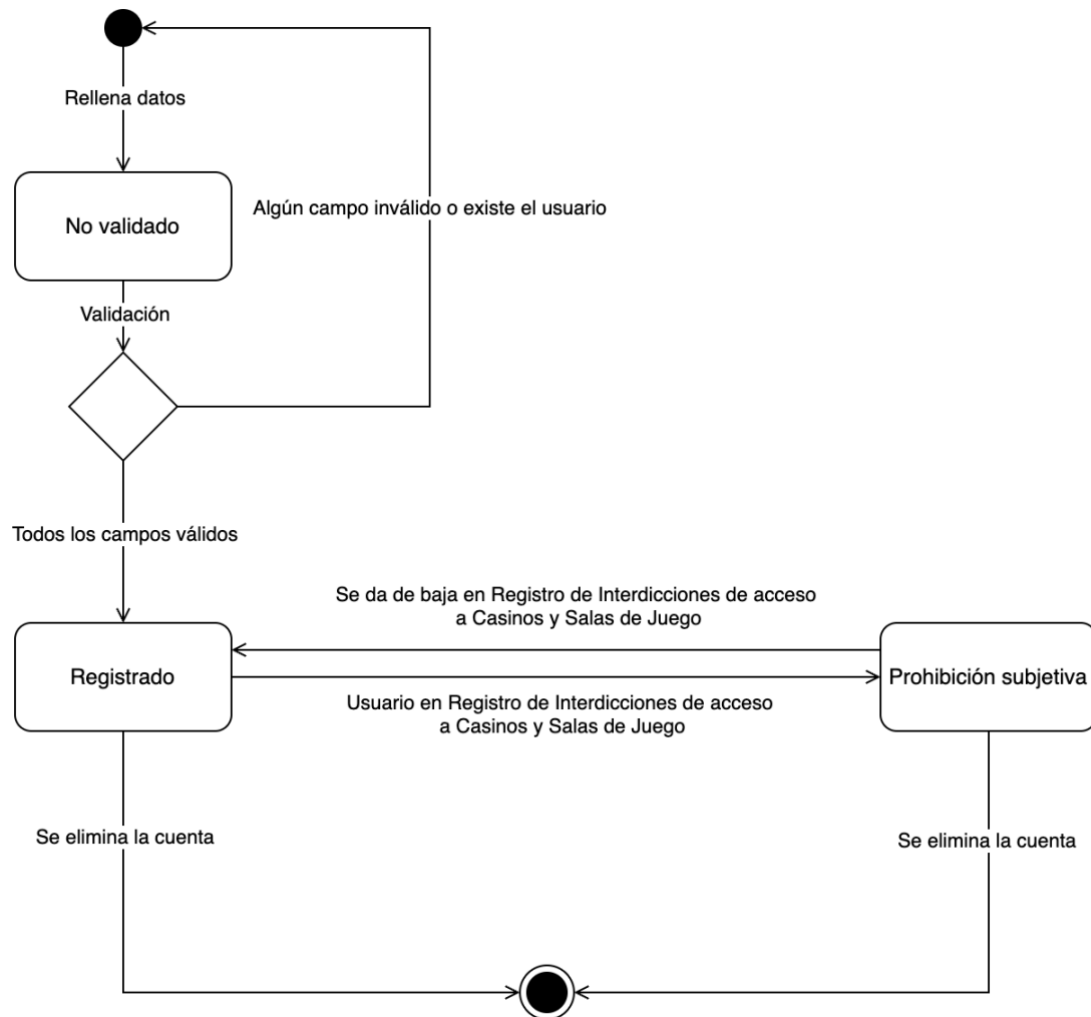 Rellena datos
No validado
Algún campo inválido o existe el usuario
Validación
Todos los campos válidos
Se da de baja en Registro de Interdicciones de acceso
a Casinos y Salas de Juego
Registrado
Prohibición subjetiva
Usuario en Registro de Interdicciones de acceso
a Casinos y Salas de Juego
Se elimina la cuenta
Se elimina la cuenta